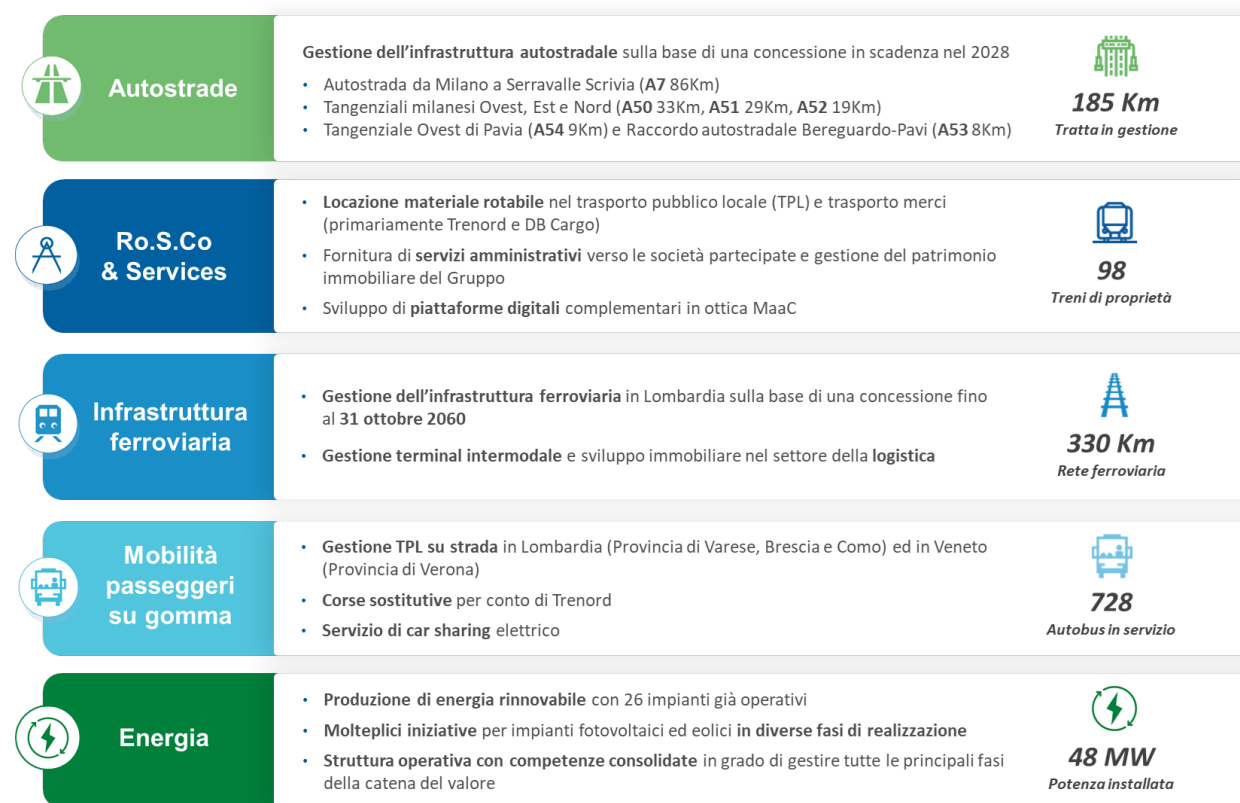 Autostrade
Gestione dell’infrastruttura autostradale sulla base di una concessione in scadenza nel 2028
• Autostrada da Milano a Serravalle Scrivia (A7 86Km)
• Tangenziali milanesi Ovest, Est e Nord (A50 33Km, A51 29Km, A52 19Km)
• Tangenziale Ovest di Pavia (A54 9Km) e Raccordo autostradale Bereguardo-Pavi (A53 8Km)
185 Km
Tratta in gestione
Ro.S.Co
& Services
• Locazione materiale rotabile nel trasporto pubblico locale (TPL) e trasporto merci
(primariamente Trenord e DB Cargo)
• Fornitura di servizi amministrativi verso le società partecipate e gestione del patrimonio
immobiliare del Gruppo
• Sviluppo di piattaforme digitali complementari in ottica MaaC
98
Treni di proprietà
Infrastruttura
ferroviaria
• Gestione dell’infrastruttura ferroviaria in Lombardia sulla base di una concessione fino
al 31 ottobre 2060
• Gestione terminal intermodale e sviluppo immobiliare nel settore della logistica
330 Km
Rete ferroviaria
Mobilità
passeggeri
su gomma
• Gestione TPL su strada in Lombardia (Provincia di Varese, Brescia e Como) ed in Veneto
(Provincia di Verona)
• Corse sostitutive per conto di Trenord
• Servizio di car sharing elettrico
728
Autobus in servizio
Energia
• Produzione di energia rinnovabile con 26 impianti già operativi
• Molteplici iniziative per impianti fotovoltaici ed eolici in diverse fasi di realizzazione
• Struttura operativa con competenze consolidate in grado di gestire tutte le principali fasi
della catena del valore
48 MW
Potenza installata